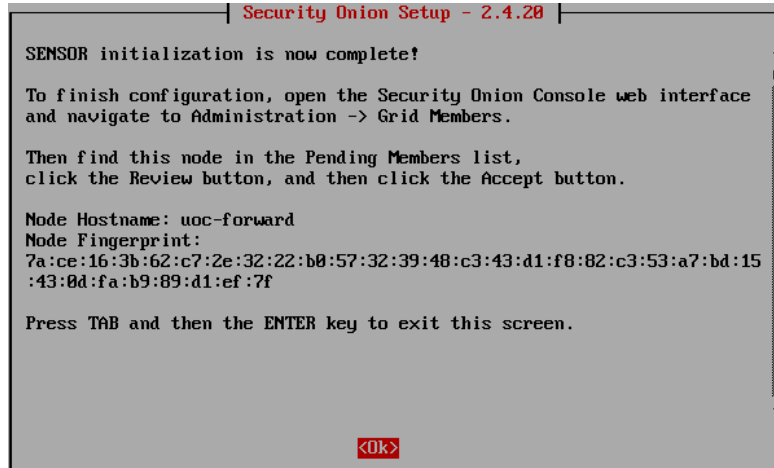 Security Onion Setup - 2.4.20
SENSOR initialization is now complete!
To finish configuration, open the Security Onion Console web interface
and navigate to Administration -> Grid Members.
Then find this node in the Pending Members list,
click the Review button, and then click the Accept button.
Node Hostname: uoc-forward
Node Fingerprint:
7a:ce:16:3b:62:c7:2e:32:22:b0:57:32:39:48:c3:43:d1:f8:82:c3:53:a7:bd:15
:43:0d:fa:b9:89:d1:ef:7f
Press TAB and then the ENTER key to exit this screen.
<Ok>